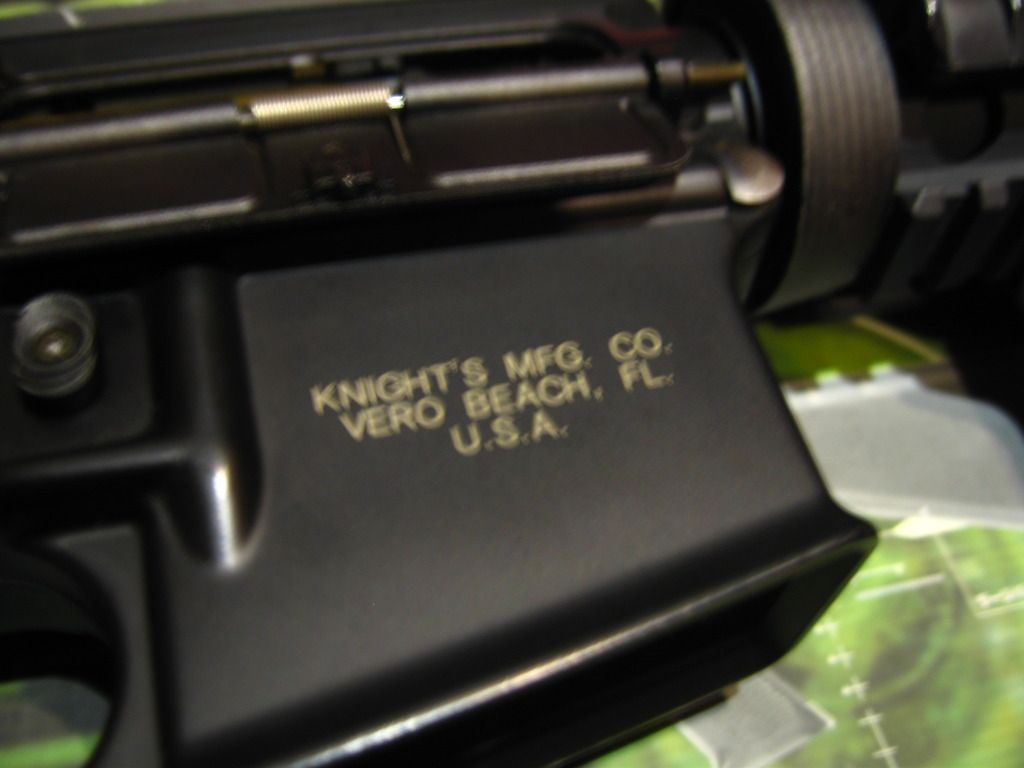 KNIGHT'S MFG. CO.
VERO BEACH, FL.
U.S.A.